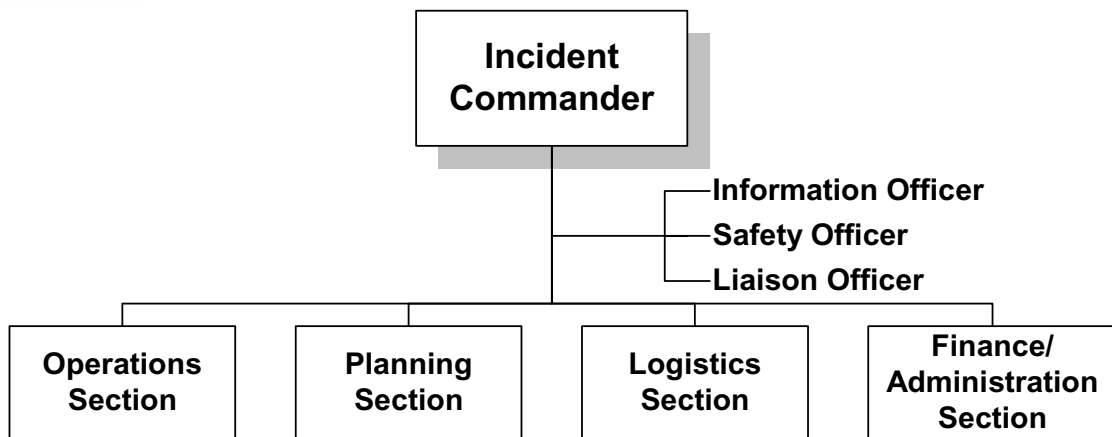 Incident
Commander
Information Officer
Safety Officer
Liaison Officer
Operations
Section
Planning
Section
Logistics
Section
Finance/
Administration
Section